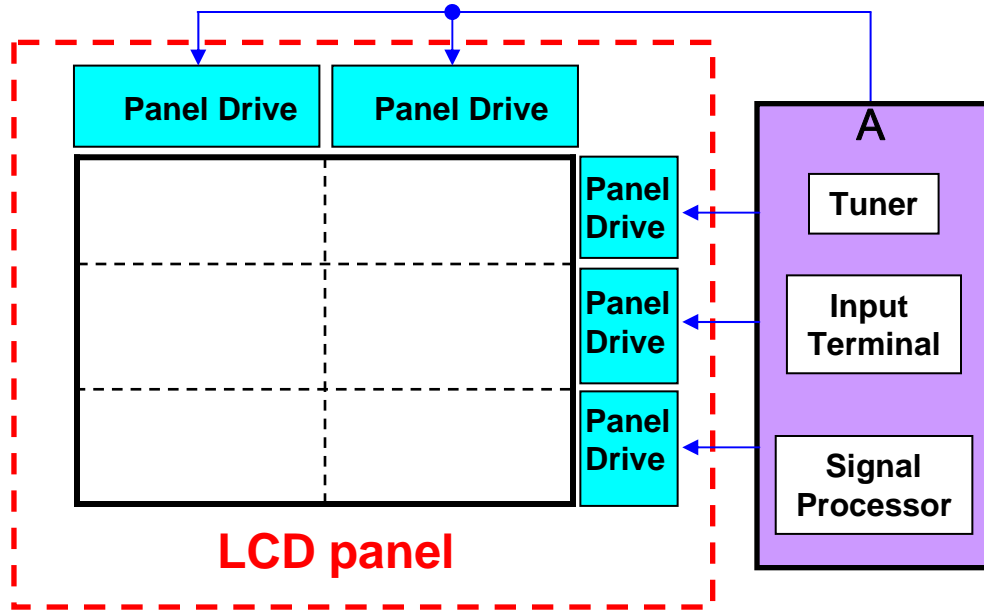 Panel Drive
Panel Drive
A
Panel
Drive
Tuner
Panel
Drive
Input
Terminal
Panel
Drive
Signal
Processor
LCD panel